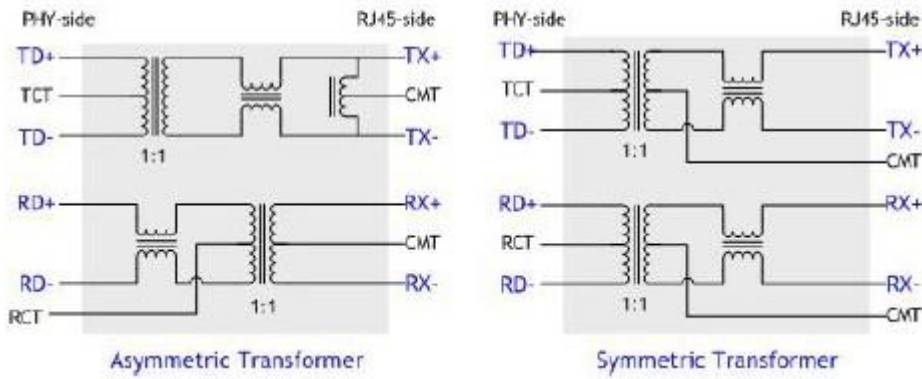 PHY-side RJ45-side
TD+ TX+
TCT CMT
TD- TX-
1:1
RD+ RX+
CMT
RD- RX-
RCT 1:1
Asymmetric Transformer
PHY-side RJ45-side
TD+ TX+
TCT
TD- TX-
1:1 CMT
RD+ RX+
RCT
RD- RX-
1:1 CMT
Symmetric Transformer